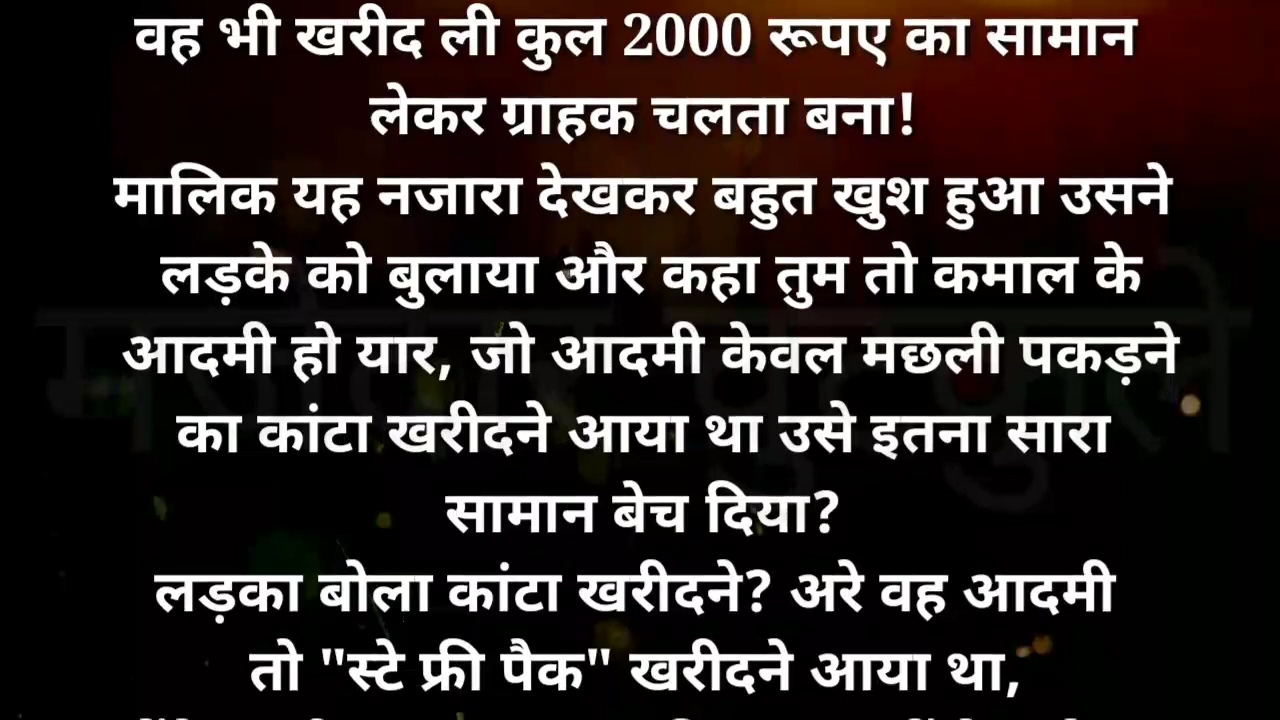 वह भी खरीद ली कुल 2000 रूपए का सामान
लेकर ग्राहक चलता बना!
मालिक यह नजारा देखकर बहुत खुश हुआ उसने
लड़के को बुलाया और कहा तुम तो कमाल के
आदमी हो यार, जो आदमी केवल मछली पकड़ने
का कांटा खरीदने आया था उसे इतना सारा
सामान बेच दिया?
लड़का बोला कांटा खरीदने? अरे वह आदमी
तो "स्टे फ्री पैक" खरीदने आया था,